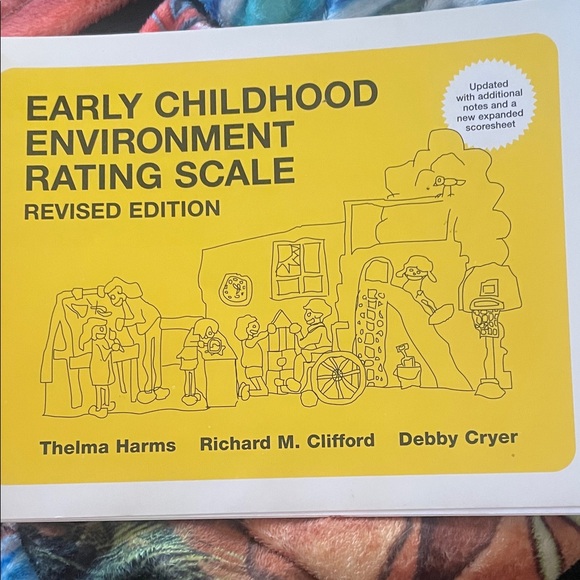 EARLY CHILDHOOD
ENVIRONMENT
RATING SCALE
REVISED EDITION
Updated
with additional
notes and a
new expanded
scoresheet
Thelma Harms Richard M. Clifford Debby Cryer